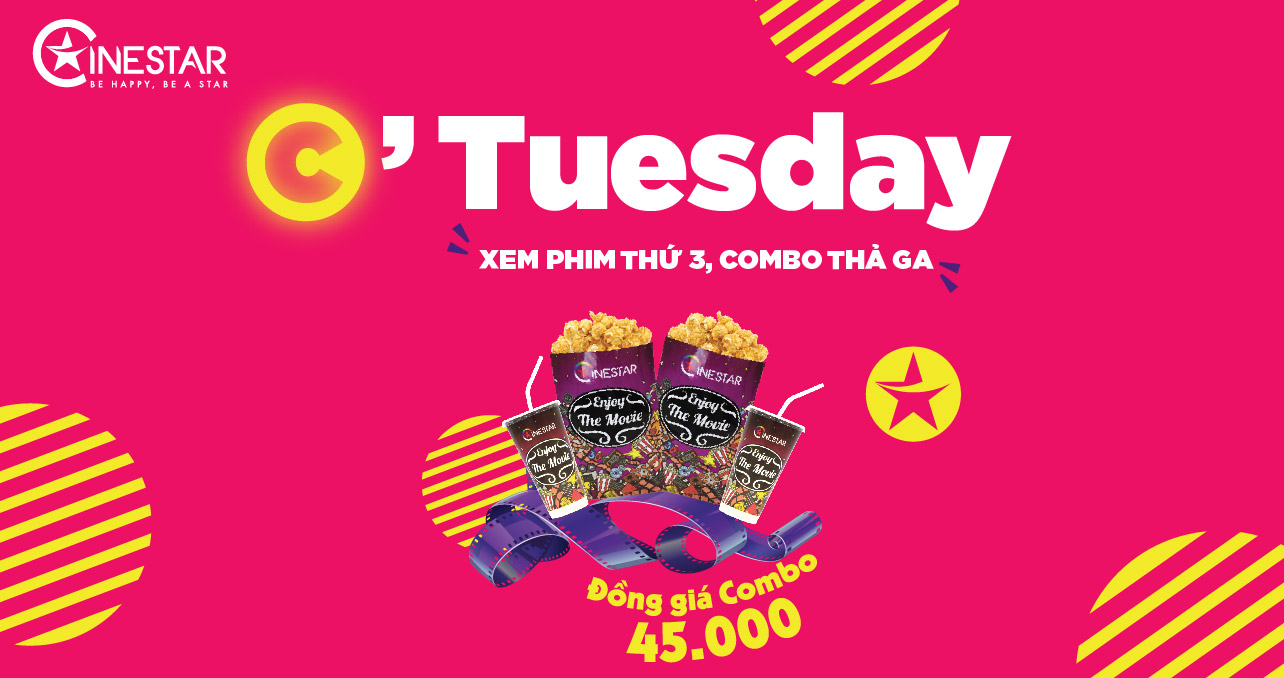 CINESTAR
BE HAPPY, BE A STAR
C' Tuesday
XEM PHIM THỨ 3, COMBO THẢ GA
CINESTAR
Enjoy
The Movie
CINESTAR
Enjoy
The Movie
CINESTAR
Enjoy
The Movie
CINESTAR
Enjoy
The Movie
Đồng giá Combo
45.000